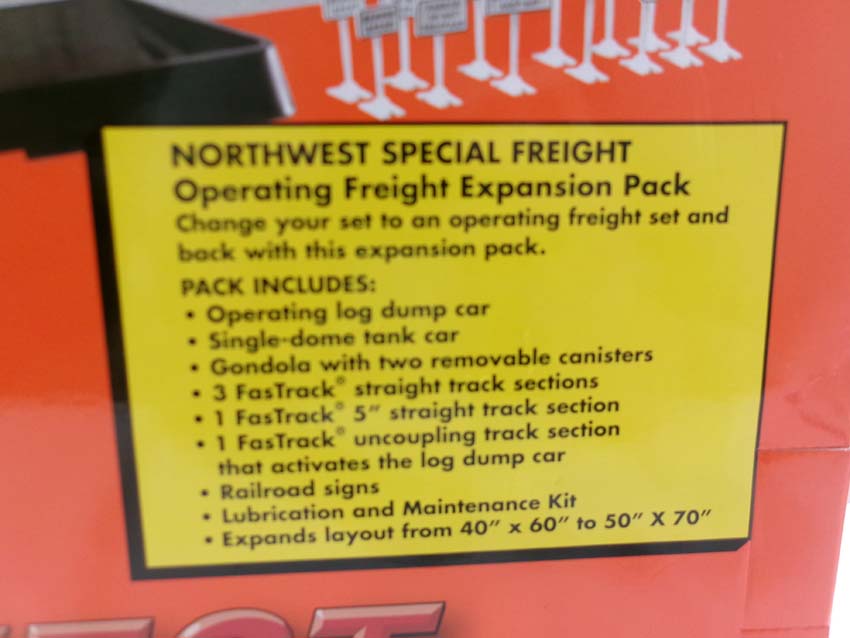 NORTHWEST SPECIAL FREIGHT
Operating Freight Expansion Pack
Change your set to an operating freight set and
back with this expansion pack.
PACK INCLUDES:
• Operating log dump car
• Single-dome tank car
• Gondola with two removable canisters
• 3 FasTrack® straight track sections
• 1 FasTrack® 5" straight track section
• 1 FasTrack® uncoupling track section
that activates the log dump car
• Railroad signs
• Lubrication and Maintenance Kit
• Expands layout from 40" x 60" to 50" X 70"